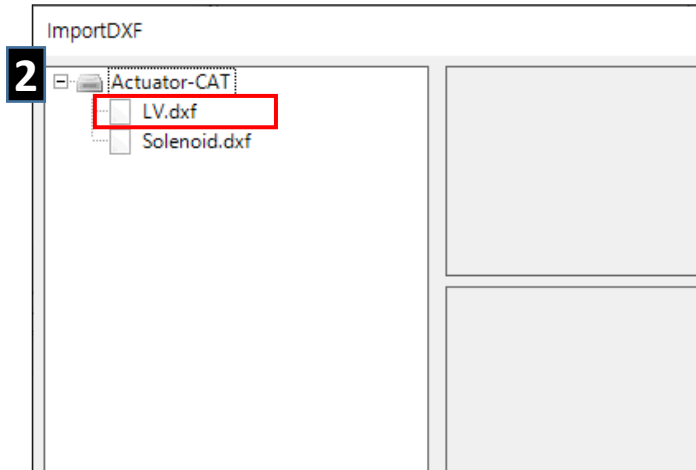 ImportDXF
2
Actuator-CAT
LV.dxf
Solenoid.dxf